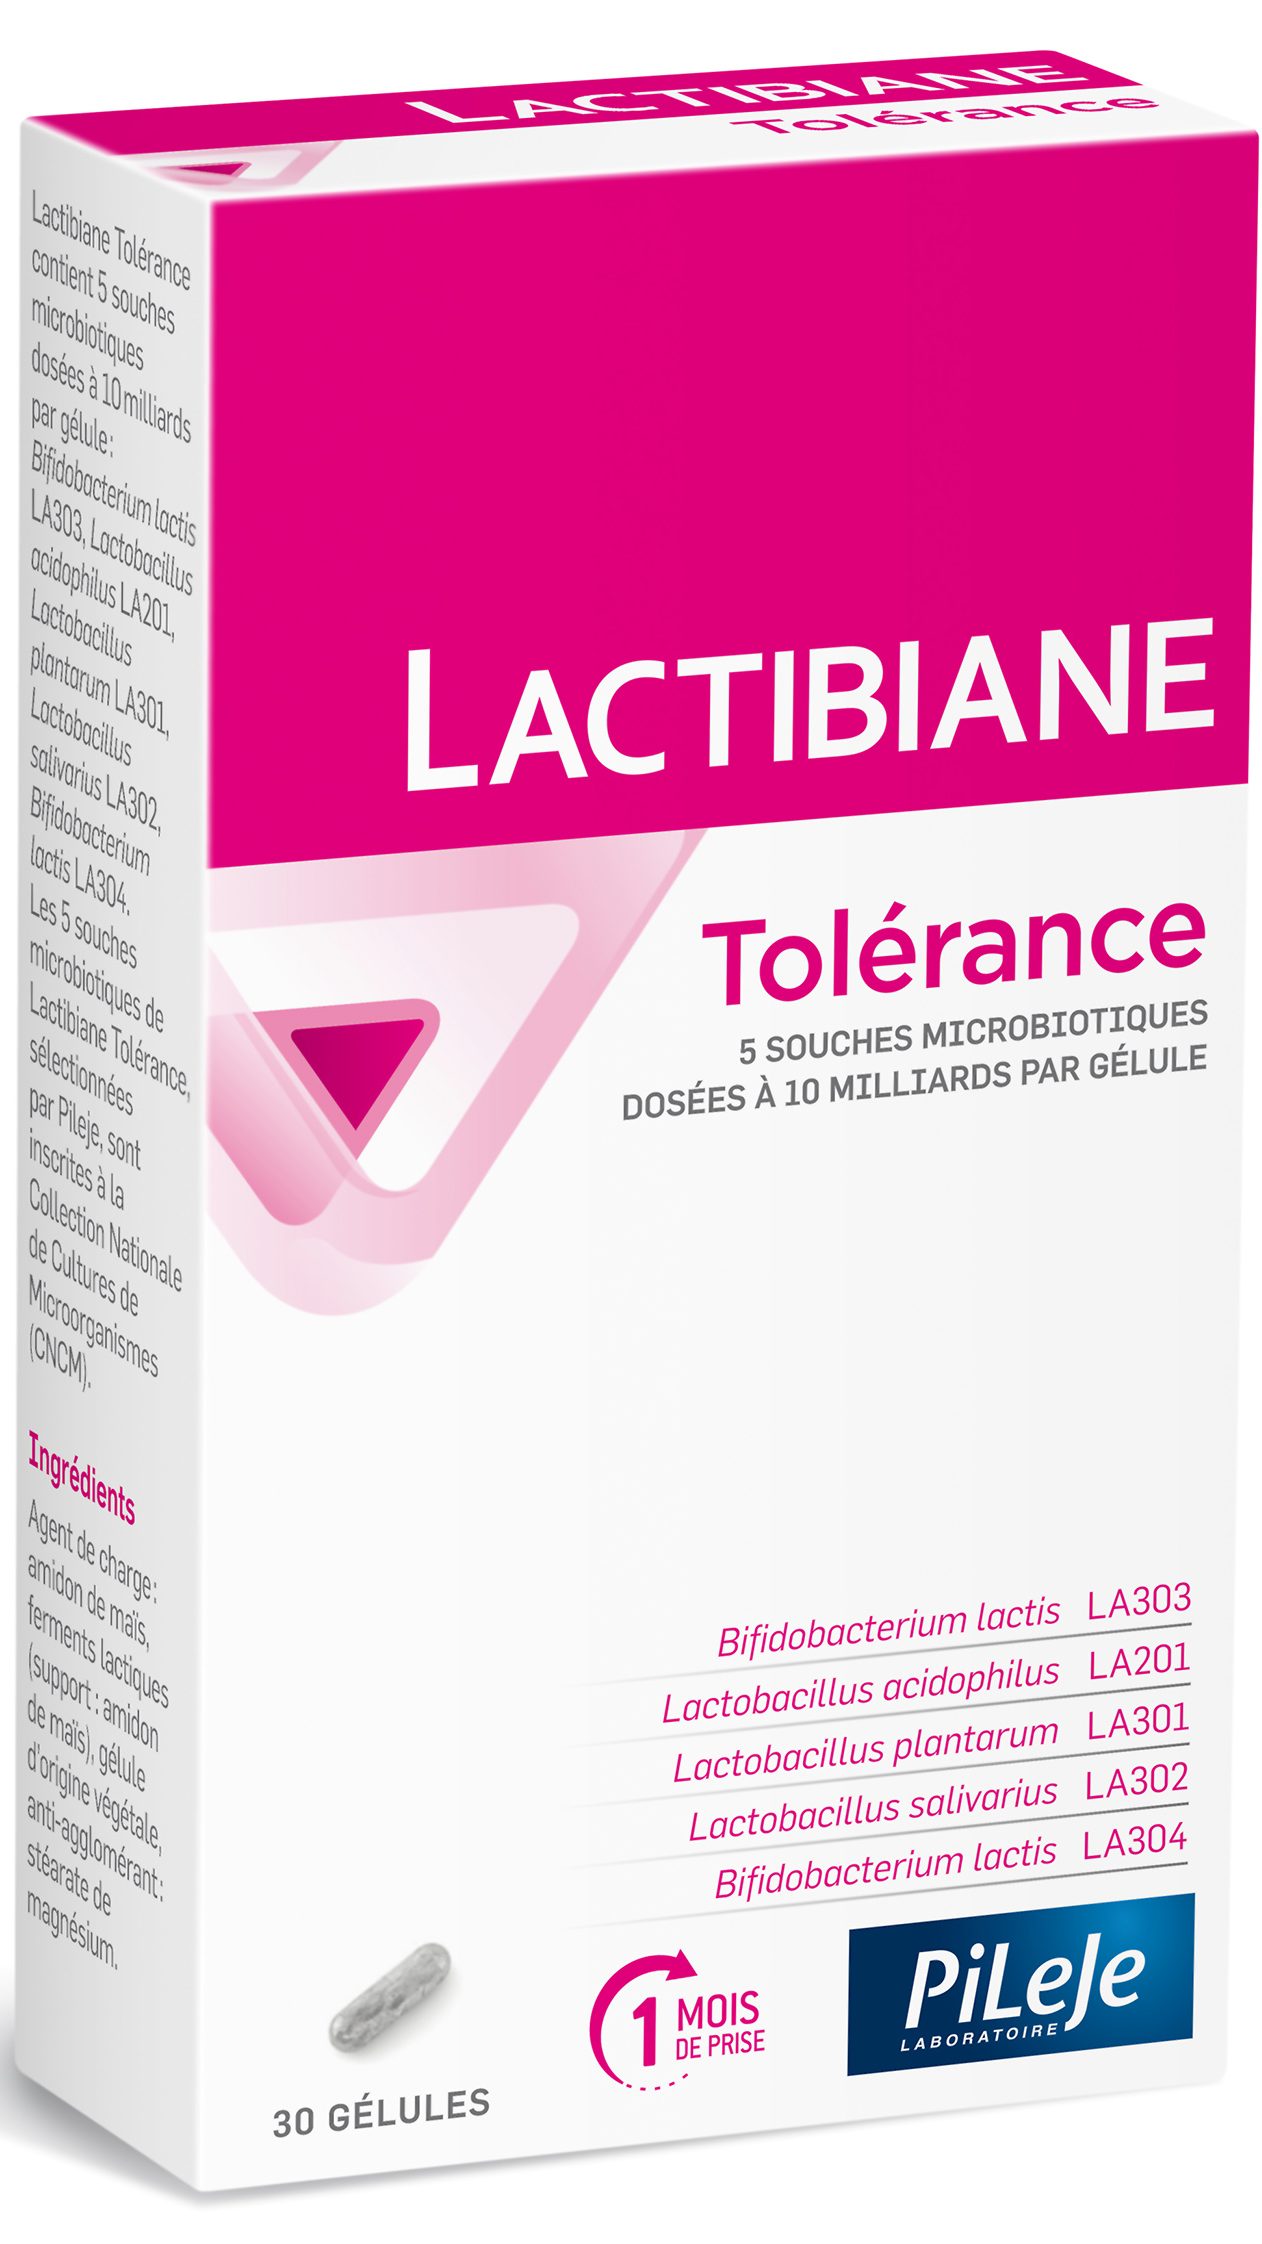 LACTIBIANE
Tolérance
LACTIBIANE
Tolérance
5 SOUCHES MICROBIOTIQUES
DOSÉES À 10 MILLIARDS PAR GÉLULE
Bifidobacterium lactis LA303
Lactobacillus acidophilus LA201
Lactobacillus plantarum LA301
Lactobacillus salivarius LA302
Bifidobacterium lactis LA304
30 GÉLULES
1 MOIS
DE PRISE
PiLeJe
LABORATOIRE
Lactibiane Tolérance
contient 5 souches
microbiotiques
dosées à 10 milliards
par gélule :
Bifidobacterium lactis
LA303, Lactobacillus
acidophilus LA201,
Lactobacillus
plantarum LA301,
Lactobacillus
salivarius LA302,
Bifidobacterium
lactis LA304.
Les 5 souches
microbiotiques de
Lactibiane Tolérance,
sélectionnées
par Pileje, sont
inscrites à la
Collection Nationale
de Cultures de
Microorganismes
(CNCM).
Ingrédients
Agent de charge :
amidon de maïs,
ferments lactiques
(support : amidon
de maïs), gélule
d'origine végétale,
anti-agglomérant :
stéarate de
magnésium.